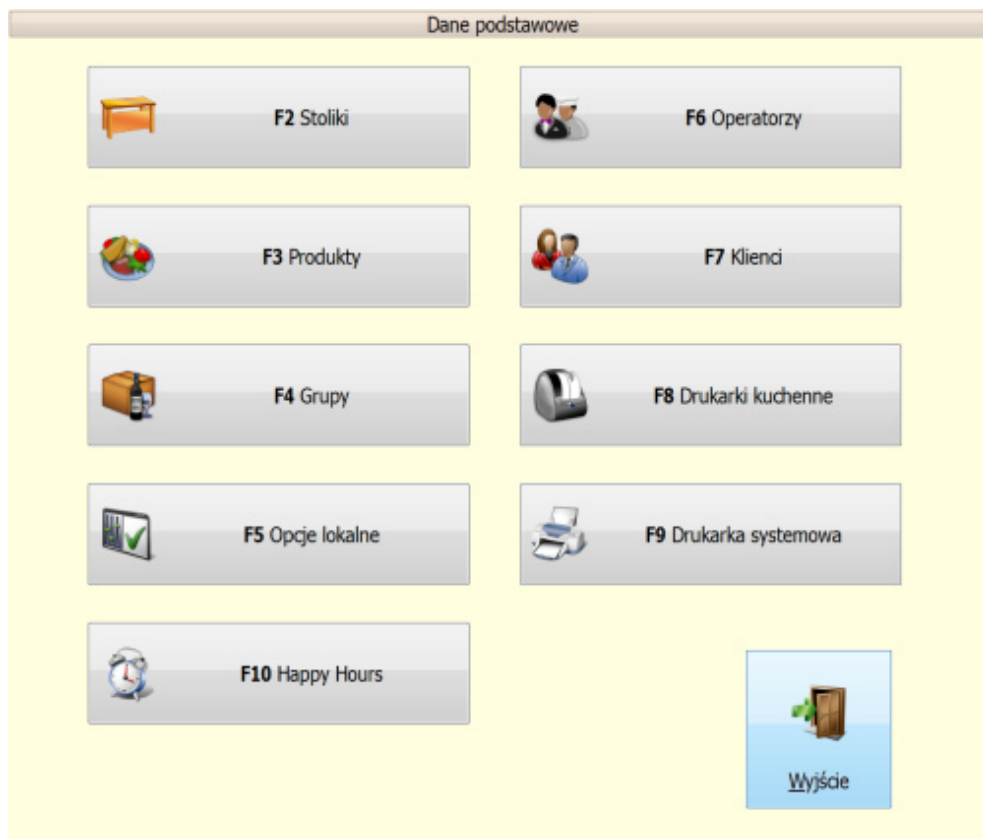 Dane podstawowe
F2 Stoliki
F6 Operatorzy
F3 Produkty
F7 Klienci
F4 Grupy
F8 Drukarki kuchenne
F5 Opcje lokalne
F9 Drukarka systemowa
F10 Happy Hours
Wyjście